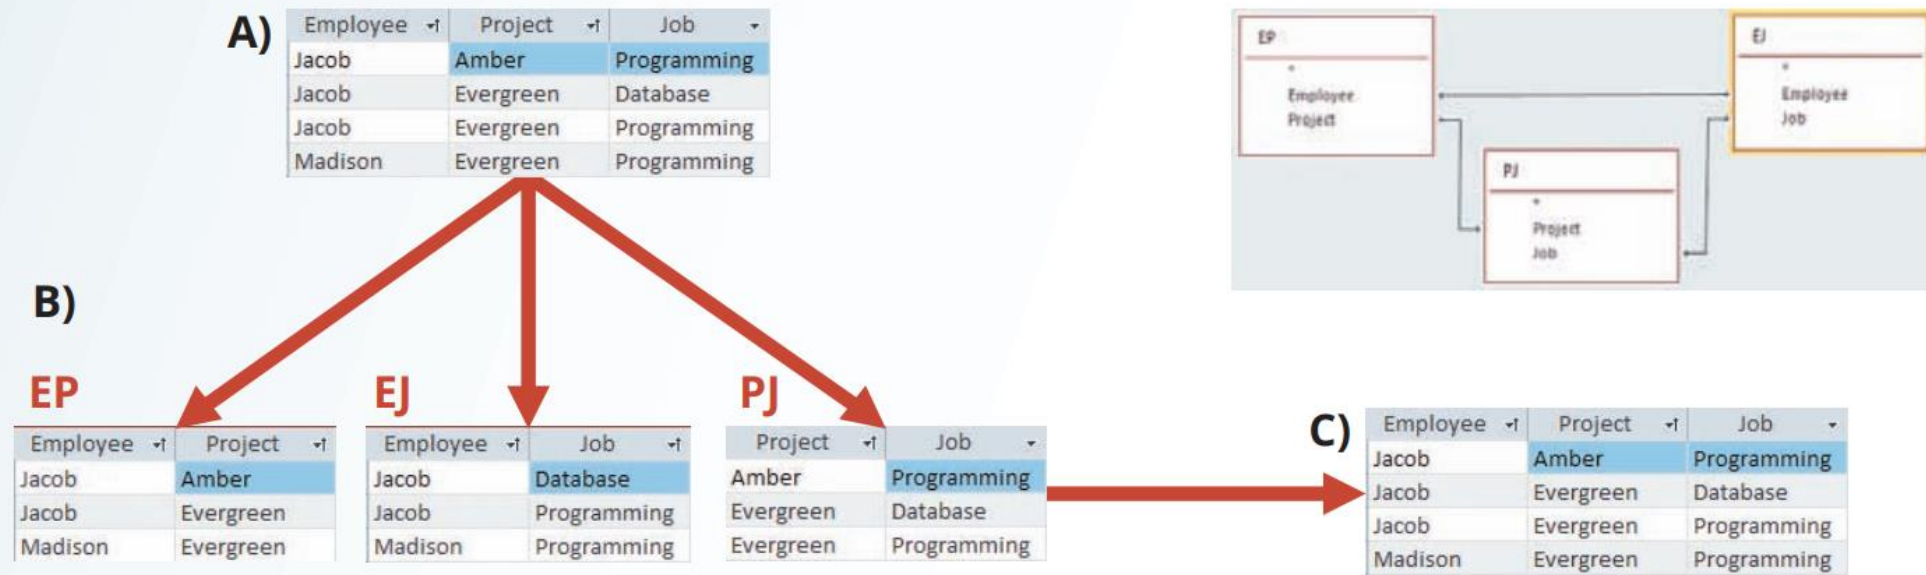 A)
Employee Project Job
Jacob Amber Programming
Jacob Evergreen Database
Jacob Evergreen Programming
Madison Evergreen Programming
EP
*
Employee
Project
EJ
*
Employee
Job
PJ
*
Project
Job
B)
EP
Employee Project
Jacob Amber
Jacob Evergreen
Madison Evergreen
EJ
Employee Job
Jacob Database
Jacob Programming
Madison Programming
PJ
Project Job
Amber Programming
Evergreen Database
Evergreen Programming
C)
Employee Project Job
Jacob Amber Programming
Jacob Evergreen Database
Jacob Evergreen Programming
Madison Evergreen Programming